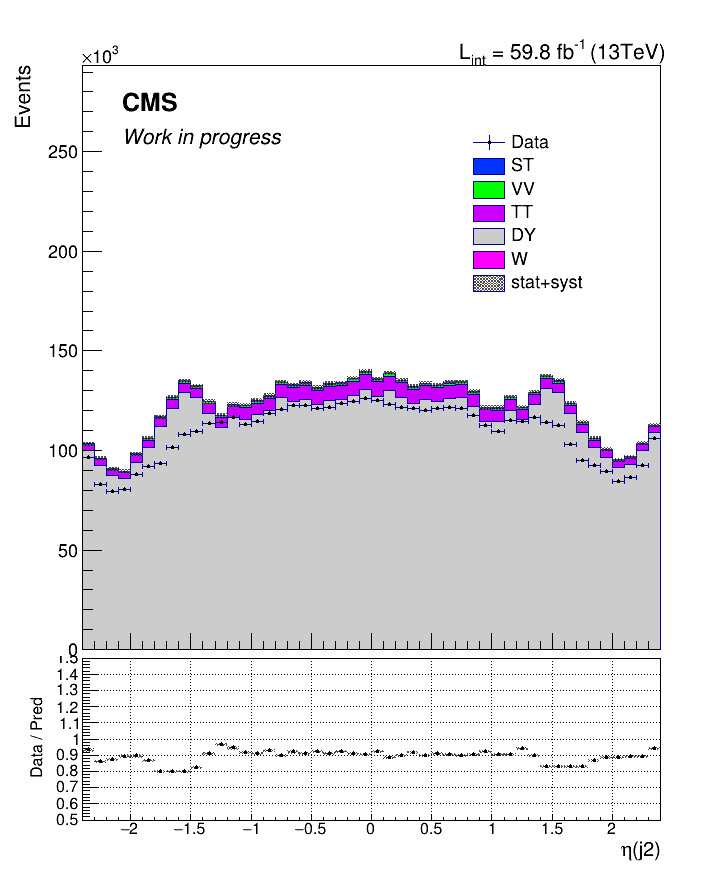 ×10³
L_int = 59.8 fb⁻¹ (13TeV)
Events
CMS
Work in progress
Data
ST
VV
TT
DY
W
stat+syst
250
200
150
100
50
0
1.5
1.4
1.3
1.2
1.1
1
0.9
0.8
0.7
0.6
0.5
Data / Pred
−2
−1.5
−1
−0.5
0
0.5
1
1.5
2
η(j2)